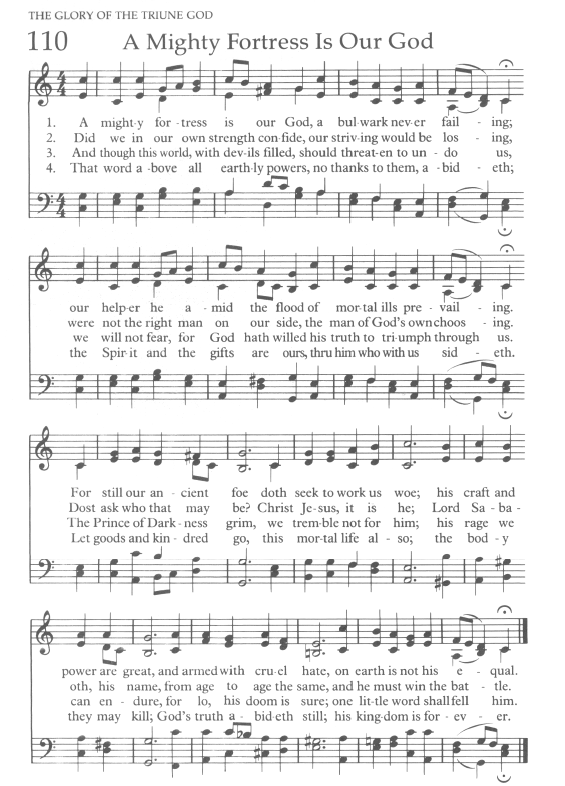 THE GLORY OF THE TRIUNE GOD
110 A Mighty Fortress Is Our God
1. A might-y for-tress is our God, a bul-wark nev-er fail - ing;
2. Did we in our own strength con-fide, our striv-ing would be los - ing,
3. And though this world, with dev-ils filled, should threat-en to un - do us,
4. That word a-bove all earth-ly powers, no thanks to them, a - bid - eth;
our help-er he a - mid the flood of mor-tal ills pre - vail - ing.
were not the right man on our side, the man of God's own choos - ing.
we will not fear, for God hath willed his truth to tri-umph through us.
the Spir-it and the gifts are ours, thru him who with us sid - eth.
For still our an - cient foe doth seek to work us woe; his craft and
Dost ask who that may be? Christ Je-sus, it is he; Lord Sa - ba -
The Prince of Dark - ness grim, we trem-ble not for him; his rage we
Let goods and kin - dred go, this mor-tal life al - so; the bod - y
power are great, and armed with cru-el hate, on earth is not his e - qual.
oth, his name, from age to age the same, and he must win the bat - tle.
can en - dure, for lo, his doom is sure; one lit-tle word shall fell him.
they may kill; God's truth a - bid-eth still; his king-dom is for - ev - er.